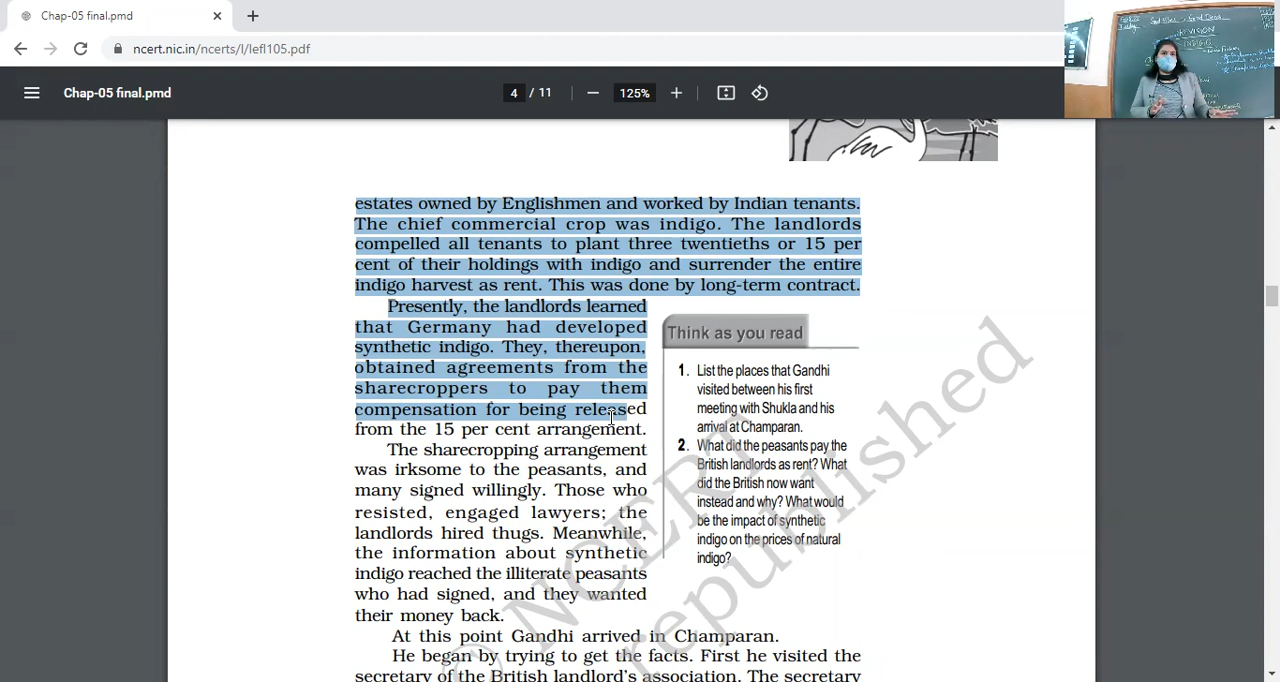 Chap-05 final.pmd
ncert.nic.in/ncerts/l/lefl105.pdf
Chap-05 final.pmd
4 / 11
125%
REVISION
INDIGO
estates owned by Englishmen and worked by Indian tenants.
The chief commercial crop was indigo. The landlords
compelled all tenants to plant three twentieths or 15 per
cent of their holdings with indigo and surrender the entire
indigo harvest as rent. This was done by long-term contract.
Presently, the landlords learned
that Germany had developed
synthetic indigo. They, thereupon,
obtained agreements from the
sharecroppers to pay them
compensation for being released
from the 15 per cent arrangement.
The sharecropping arrangement
was irksome to the peasants, and
many signed willingly. Those who
resisted, engaged lawyers; the
landlords hired thugs. Meanwhile,
the information about synthetic
indigo reached the illiterate peasants
who had signed, and they wanted
their money back.
Think as you read
1. List the places that Gandhi
visited between his first
meeting with Shukla and his
arrival at Champaran.
2. What did the peasants pay the
British landlords as rent? What
did the British now want
instead and why? What would
be the impact of synthetic
indigo on the prices of natural
indigo?
At this point Gandhi arrived in Champaran.
He began by trying to get the facts. First he visited the
secretary of the British landlord's association. The secretary
© NCERT
republished